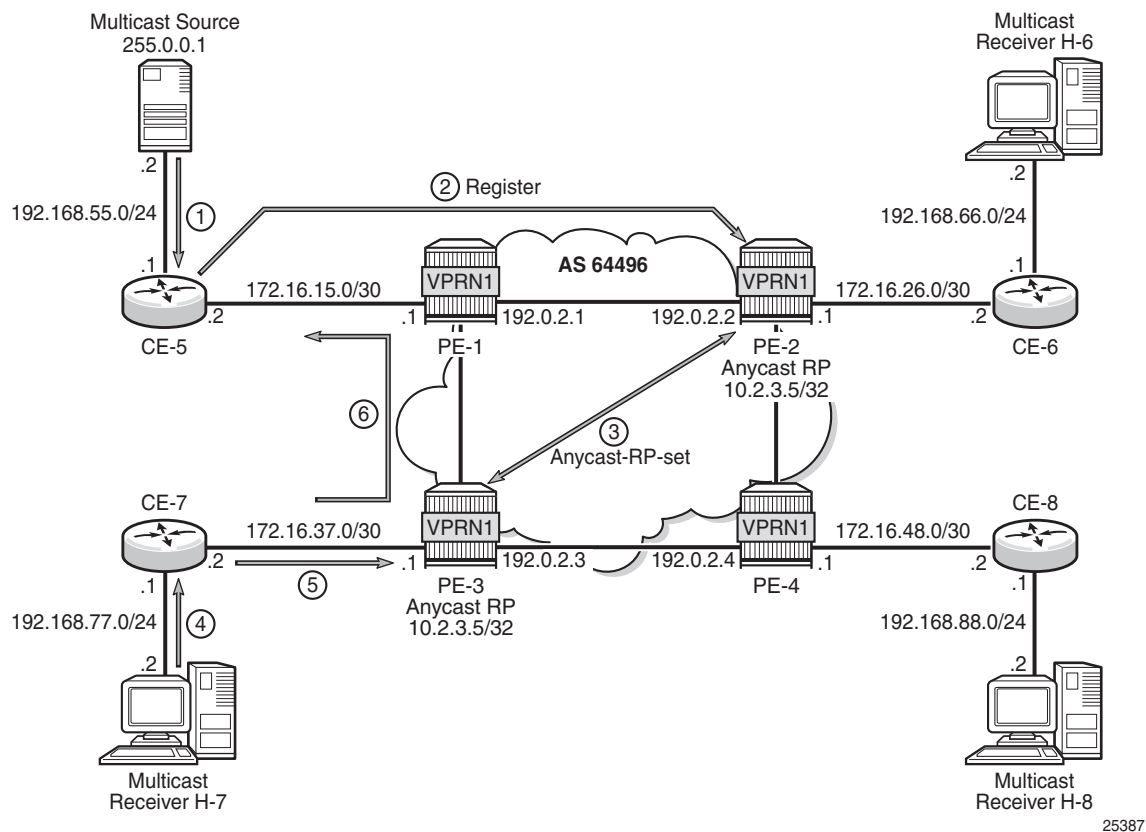 Multicast Source
255.0.0.1
Multicast
Receiver H-6
.2
.2
2 Register
192.168.55.0/24
1
192.168.66.0/24
.1
VPRN1
AS 64496
VPRN1
.1
172.16.15.0/30
172.16.26.0/30
.2
.1
192.0.2.1
192.0.2.2
.1
.2
CE-5
PE-1
PE-2
CE-6
Anycast RP
10.2.3.5/32
6
3
Anycast-RP-set
CE-7
CE-8
172.16.37.0/30
VPRN1
VPRN1
172.16.48.0/30
.2
.1
192.0.2.3
192.0.2.4
.1
.2
.1
5
PE-3
PE-4
.1
Anycast RP
10.2.3.5/32
192.168.77.0/24
4
192.168.88.0/24
.2
.2
Multicast
Receiver H-7
Multicast
Receiver H-8
25387